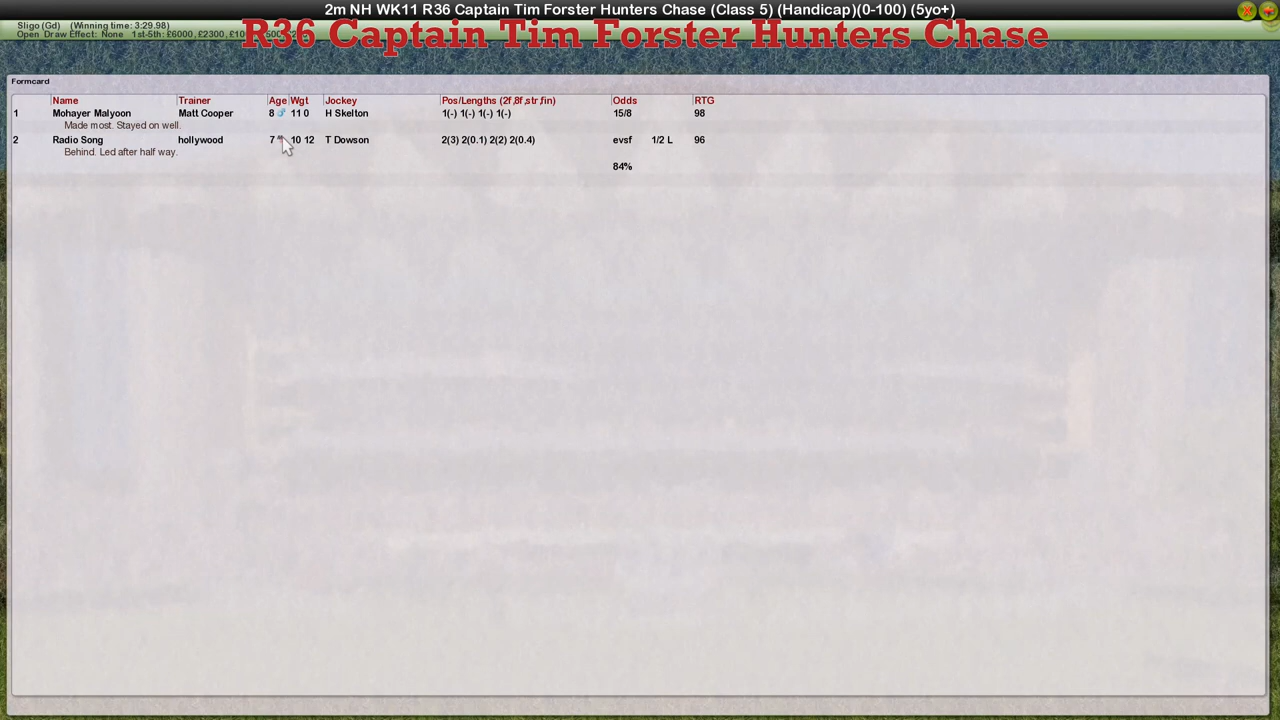 2m NH WK11 R36 Captain Tim Forster Hunters Chase (Class 5) (Handicap)(0-100) (5yo+)
Sligo (Gd) (Winning time: 3:29.98)
R36 Captain Tim Forster Hunters Chase
Open Draw Effect: None 1st-5th: £6000, £2300,
Formcard
Name Trainer Age Wgt Jockey Pos/Lengths (2f,8f,str,fin) Odds RTG
1 Mohayer Malyoon Matt Cooper 8 11 0 H Skelton 1(-) 1(-) 1(-) 1(-) 15/8 98
Made most. Stayed on well.
2 Radio Song hollywood 7 10 12 T Dowson 2(3) 2(0.1) 2(2) 2(0.4) evsf 1/2 L 96
Behind. Led after half way.
84%